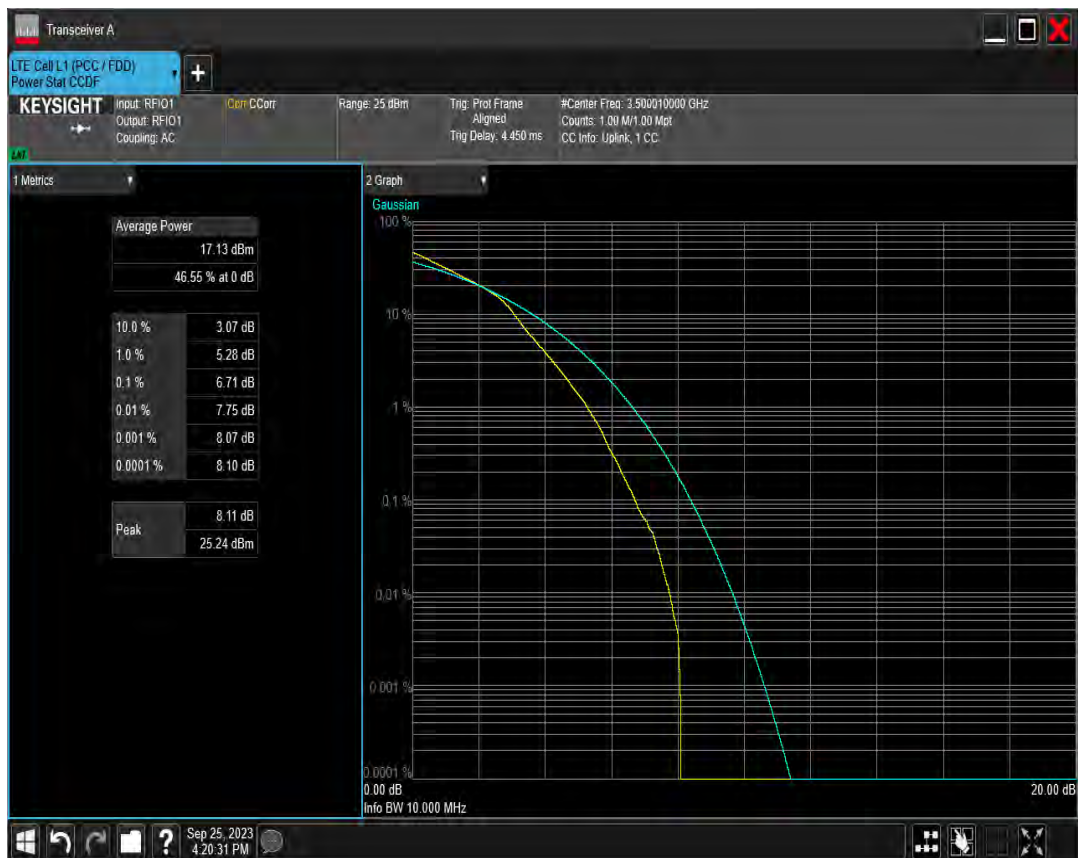 Transceiver A
LTE Cell L1 (PCC / FDD)
Power Stat CCDF
+
KEYSIGHT
Input: RFIO1
Output: RFIO1
Coupling: AC
Corr CCorr
Range: 25 dBm
Trig: Prot Frame
Aligned
Trig Delay: 4.450 ms
#Center Freq: 3.500010000 GHz
Counts: 1.00 M/1.00 Mpt
CC Info: Uplink, 1 CC
LXI
1 Metrics
Average Power
17.13 dBm
46.55 % at 0 dB
10.0 % 3.07 dB
1.0 % 5.28 dB
0.1 % 6.71 dB
0.01 % 7.75 dB
0.001 % 8.07 dB
0.0001 % 8.10 dB
Peak
8.11 dB
25.24 dBm
2 Graph
Gaussian
100 %
10 %
1 %
0.1 %
0.01 %
0.001 %
0.0001 %
0.00 dB 20.00 dB
Info BW 10.000 MHz
? Sep 25, 2023
4:20:31 PM